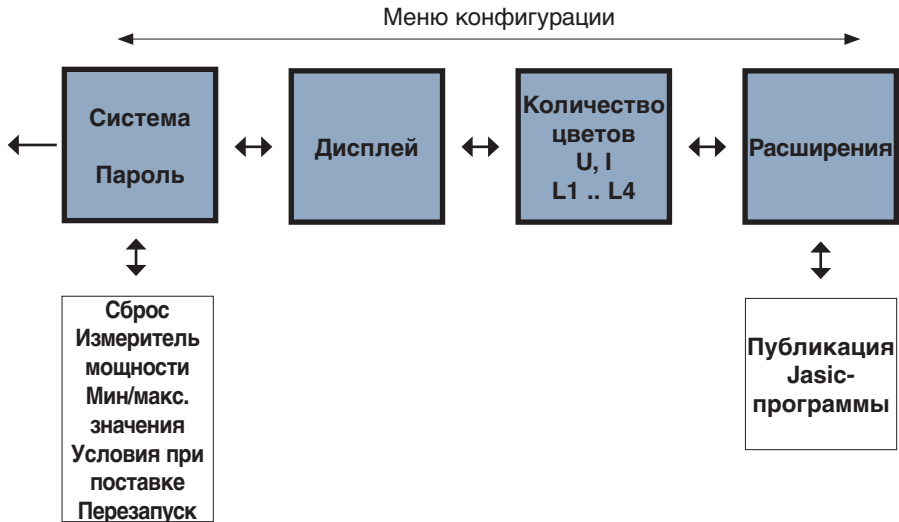 Меню конфигурации
Система
Пароль
Дисплей
Количество
цветов
U, I
L1 .. L4
Расширения
Сброс
Измеритель
мощности
Мин/макс.
значения
Условия при
поставке
Перезапуск
Публикация
Jasic-
программы